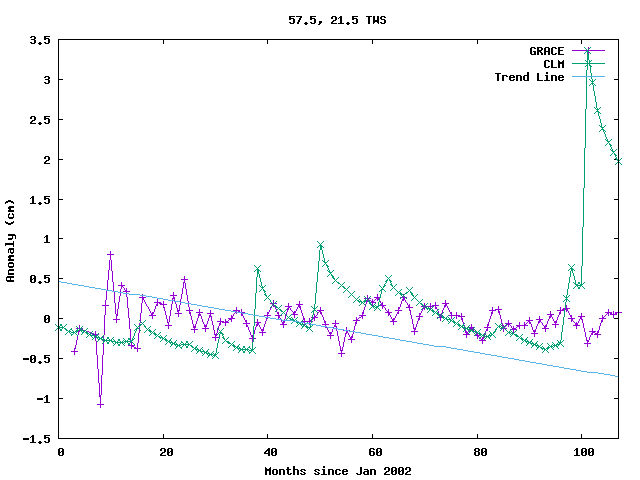 57.5, 21.5 TWS
GRACE
CLM
Trend Line
3.5
3
2.5
2
1.5
1
0.5
0
-0.5
-1
-1.5
Anomaly (cm)
0 20 40 60 80 100
Months since Jan 2002